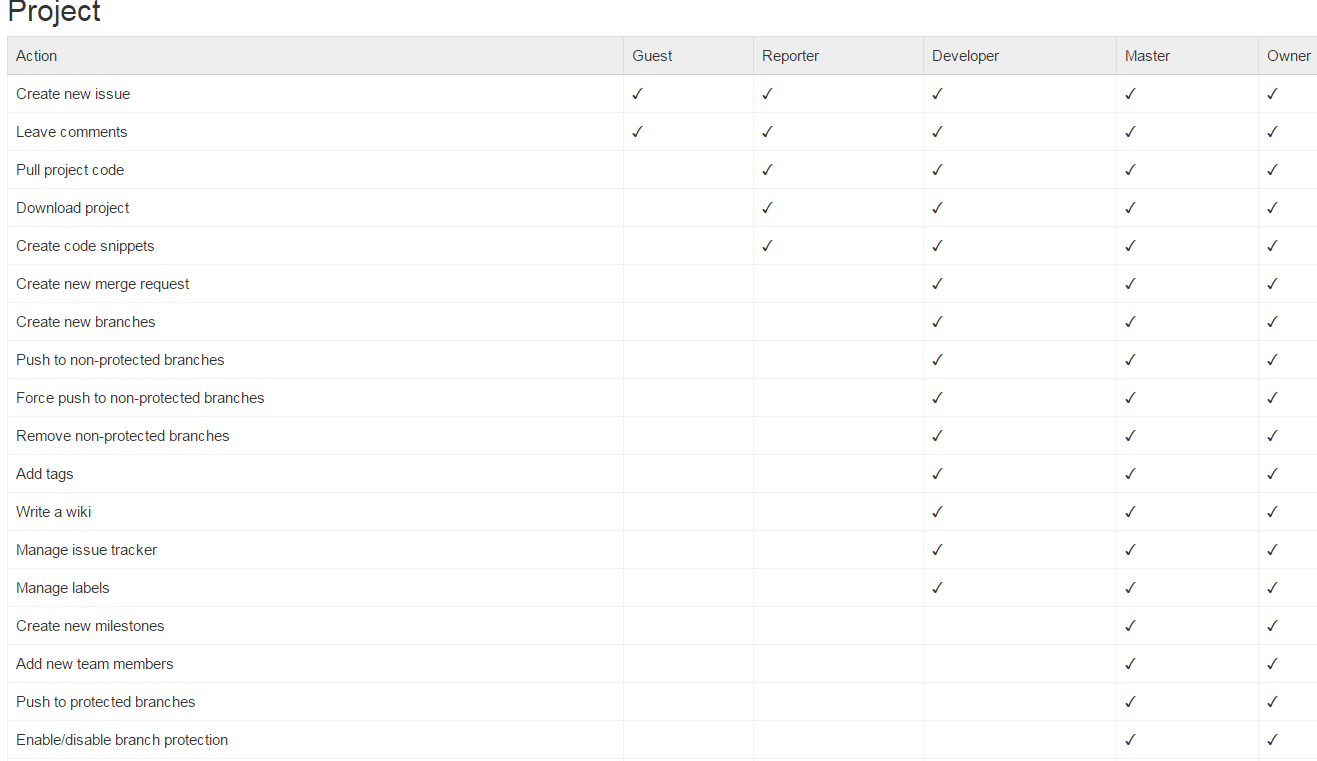 Project
Action Guest Reporter Developer Master Owner
Create new issue ✓ ✓ ✓ ✓ ✓
Leave comments ✓ ✓ ✓ ✓ ✓
Pull project code ✓ ✓ ✓ ✓
Download project ✓ ✓ ✓ ✓
Create code snippets ✓ ✓ ✓ ✓
Create new merge request ✓ ✓ ✓
Create new branches ✓ ✓ ✓
Push to non-protected branches ✓ ✓ ✓
Force push to non-protected branches ✓ ✓ ✓
Remove non-protected branches ✓ ✓ ✓
Add tags ✓ ✓ ✓
Write a wiki ✓ ✓ ✓
Manage issue tracker ✓ ✓ ✓
Manage labels ✓ ✓ ✓
Create new milestones ✓ ✓
Add new team members ✓ ✓
Push to protected branches ✓ ✓
Enable/disable branch protection ✓ ✓